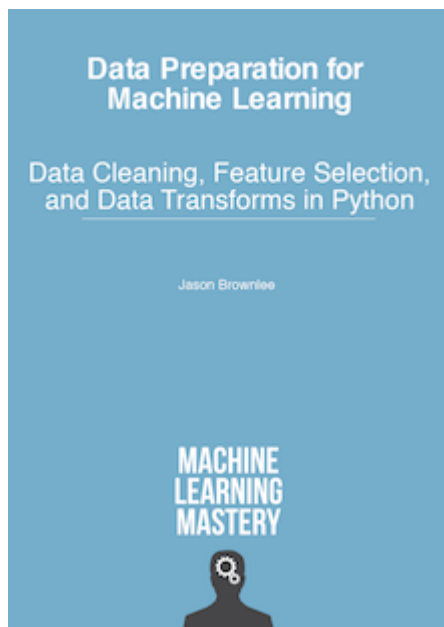 Data Preparation for
Machine Learning
Data Cleaning, Feature Selection,
and Data Transforms in Python
Jason Brownlee
MACHINE
LEARNING
MASTERY